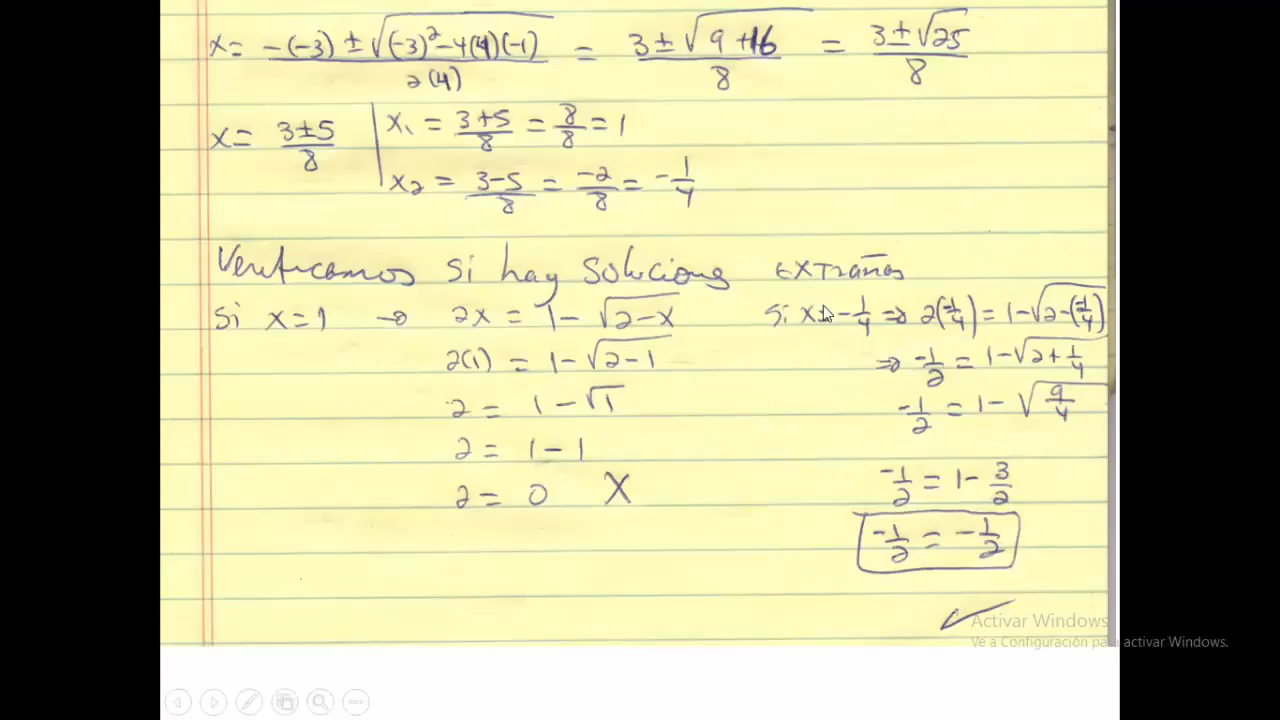 x = -(-3) ± √(-3)² - 4(4)(-1) / 2(4) = 3 ± √9 + 16 / 8 = 3 ± √25 / 8
x = 3 ± 5 / 8
x₁ = 3 + 5 / 8 = 8/8 = 1
x₂ = 3 - 5 / 8 = -2/8 = -1/4
Verificamos si hay soluciones extrañas
si x = 1 → 2x = 1 - √2 - x
2(1) = 1 - √2 - 1
2 = 1 - √1
2 = 1 - 1
2 = 0 X
si x = -1/4 ⇒ 2(-1/4) = 1 - √2 - (-1/4)
⇒ -1/2 = 1 - √2 + 1/4
-1/2 = 1 - √9/4
-1/2 = 1 - 3/2
-1/2 = -1/2
✓
Activar Windows
Ve a Configuración para activar Windows.